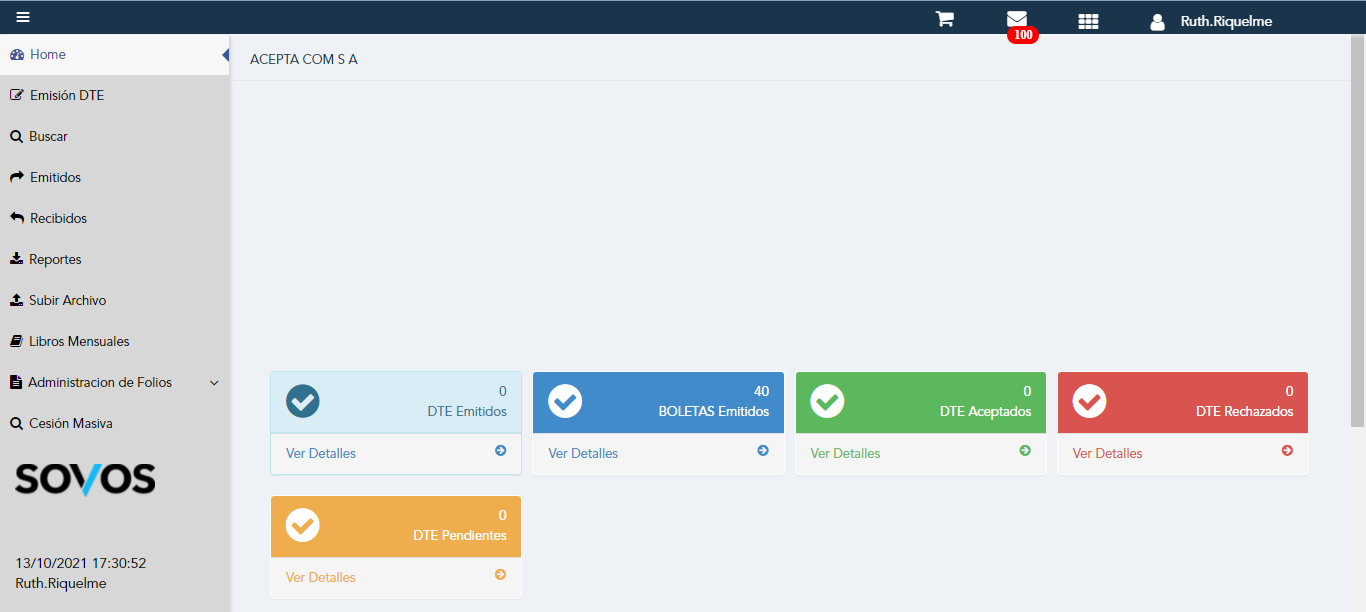 100
Ruth.Riquelme
Home
Emisión DTE
Buscar
Emitidos
Recibidos
Reportes
Subir Archivo
Libros Mensuales
Administracion de Folios
Cesión Masiva
SOVOS
13/10/2021 17:30:52
Ruth.Riquelme
ACEPTA COM S A
0
DTE Emitidos
Ver Detalles
40
BOLETAS Emitidos
Ver Detalles
0
DTE Aceptados
Ver Detalles
0
DTE Rechazados
Ver Detalles
0
DTE Pendientes
Ver Detalles